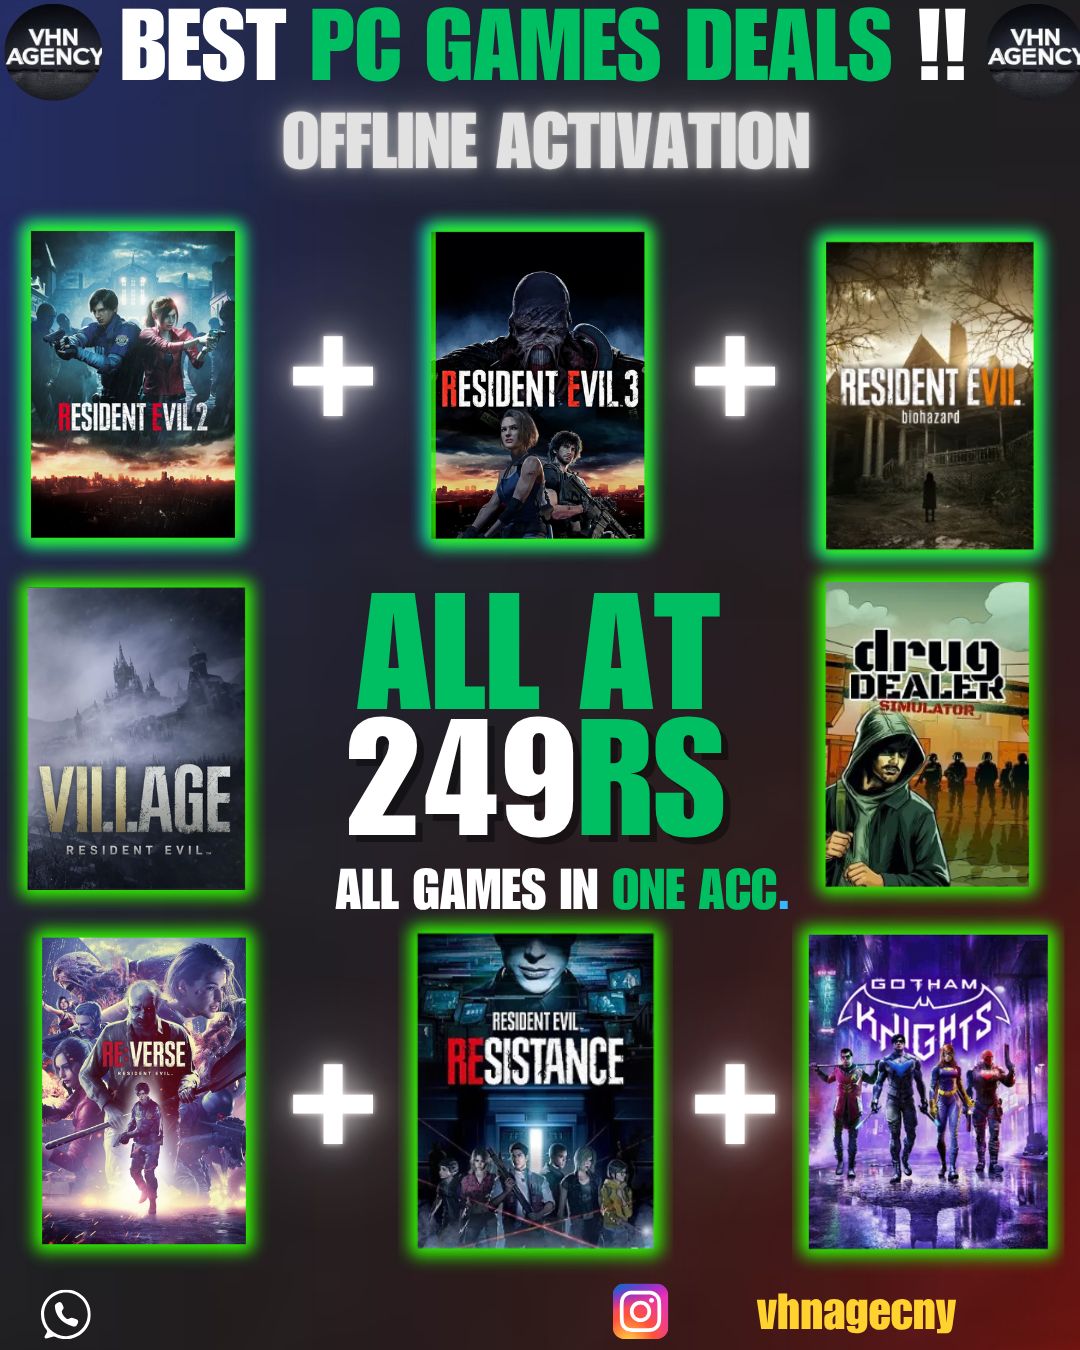 VHN
AGENCY
BEST PC GAMES DEALS !!
VHN
AGENCY
OFFLINE ACTIVATION
RESIDENT EVIL 2
RESIDENT EVIL 3
RESIDENT EVII.
biohazard
VILLAGE
RESIDENT EVIL
ALL AT
249RS
ALL GAMES IN ONE ACC.
drug
DEALER
SIMULATOR
RE:VERSE
RESIDENT EVIL
RESIDENT EVIL
RESISTANCE
GOTHAM
KNIGHTS
vhnagecny